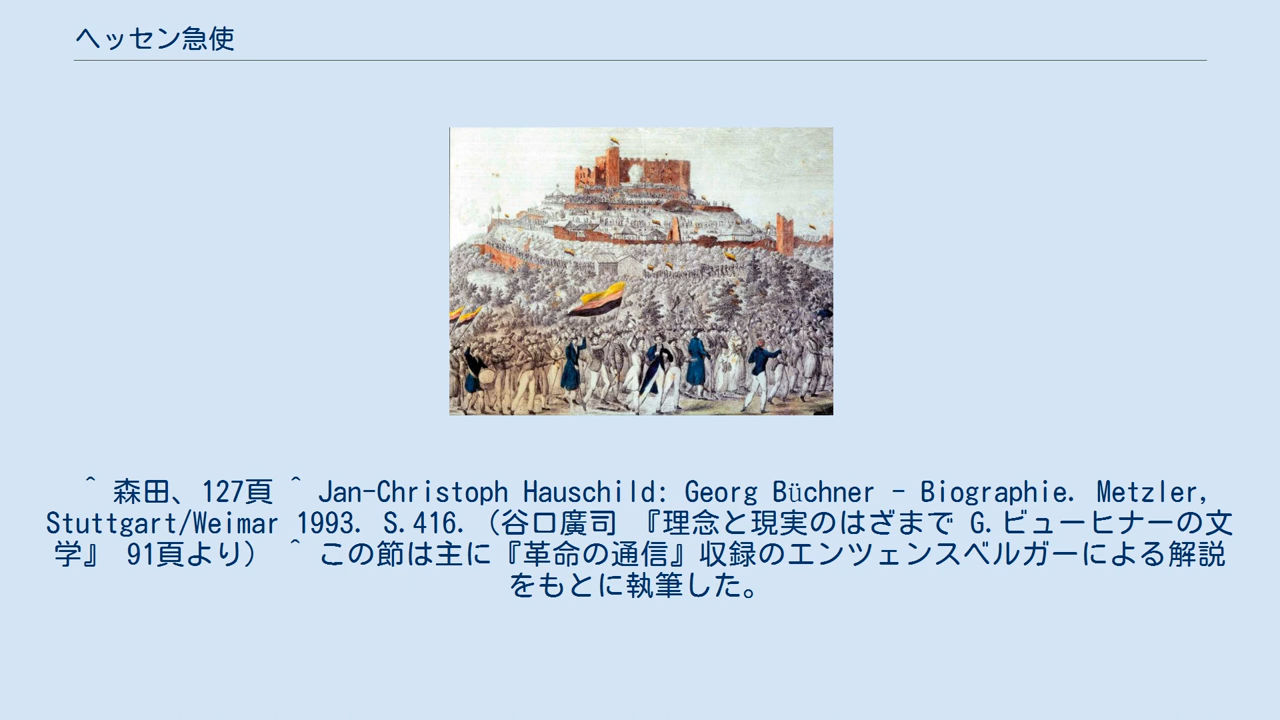 ヘッセン急使
^ 森田、127頁 ^ Jan-Christoph Hauschild: Georg Büchner - Biographie. Metzler,
Stuttgart/Weimar 1993. S.416.（谷口廣司 『理念と現実のはざまで G.ビューヒナーの文
学』 91頁より） ^ この節は主に『革命の通信』収録のエンツェンスベルガーによる解説
をもとに執筆した。